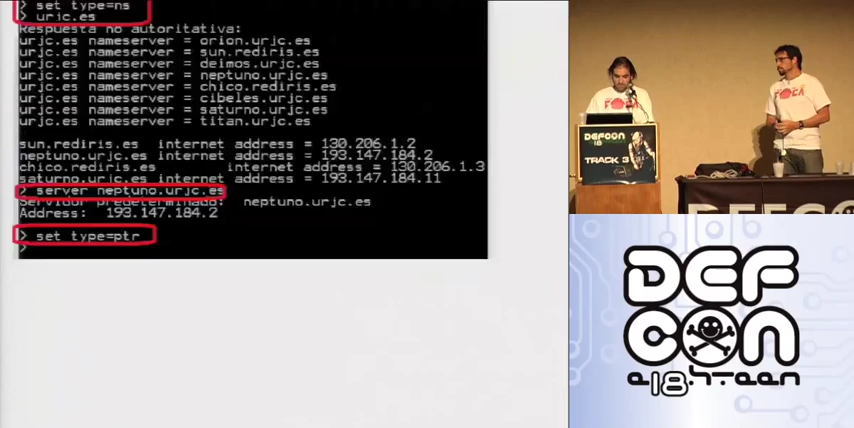 > set type=ns
> urjc.es
Respuesta no autoritativa:
urjc.es nameserver = orion.urjc.es
urjc.es nameserver = sun.rediris.es
urjc.es nameserver = deimos.urjc.es
urjc.es nameserver = neptuno.urjc.es
urjc.es nameserver = chico.rediris.es
urjc.es nameserver = cibeles.urjc.es
urjc.es nameserver = saturno.urjc.es
urjc.es nameserver = titan.urjc.es
sun.rediris.es internet address = 130.206.1.2
neptuno.urjc.es internet address = 193.147.184.2
chico.rediris.es internet address = 130.206.1.3
saturno.urjc.es internet address = 193.147.184.11
> server neptuno.urjc.es
Servidor predeterminado: neptuno.urjc.es
Address: 193.147.184.2
> set type=ptr
>
FOCA
DEFCON
18
TRACK 3
DEFCON
DEF
CON
e18hteen